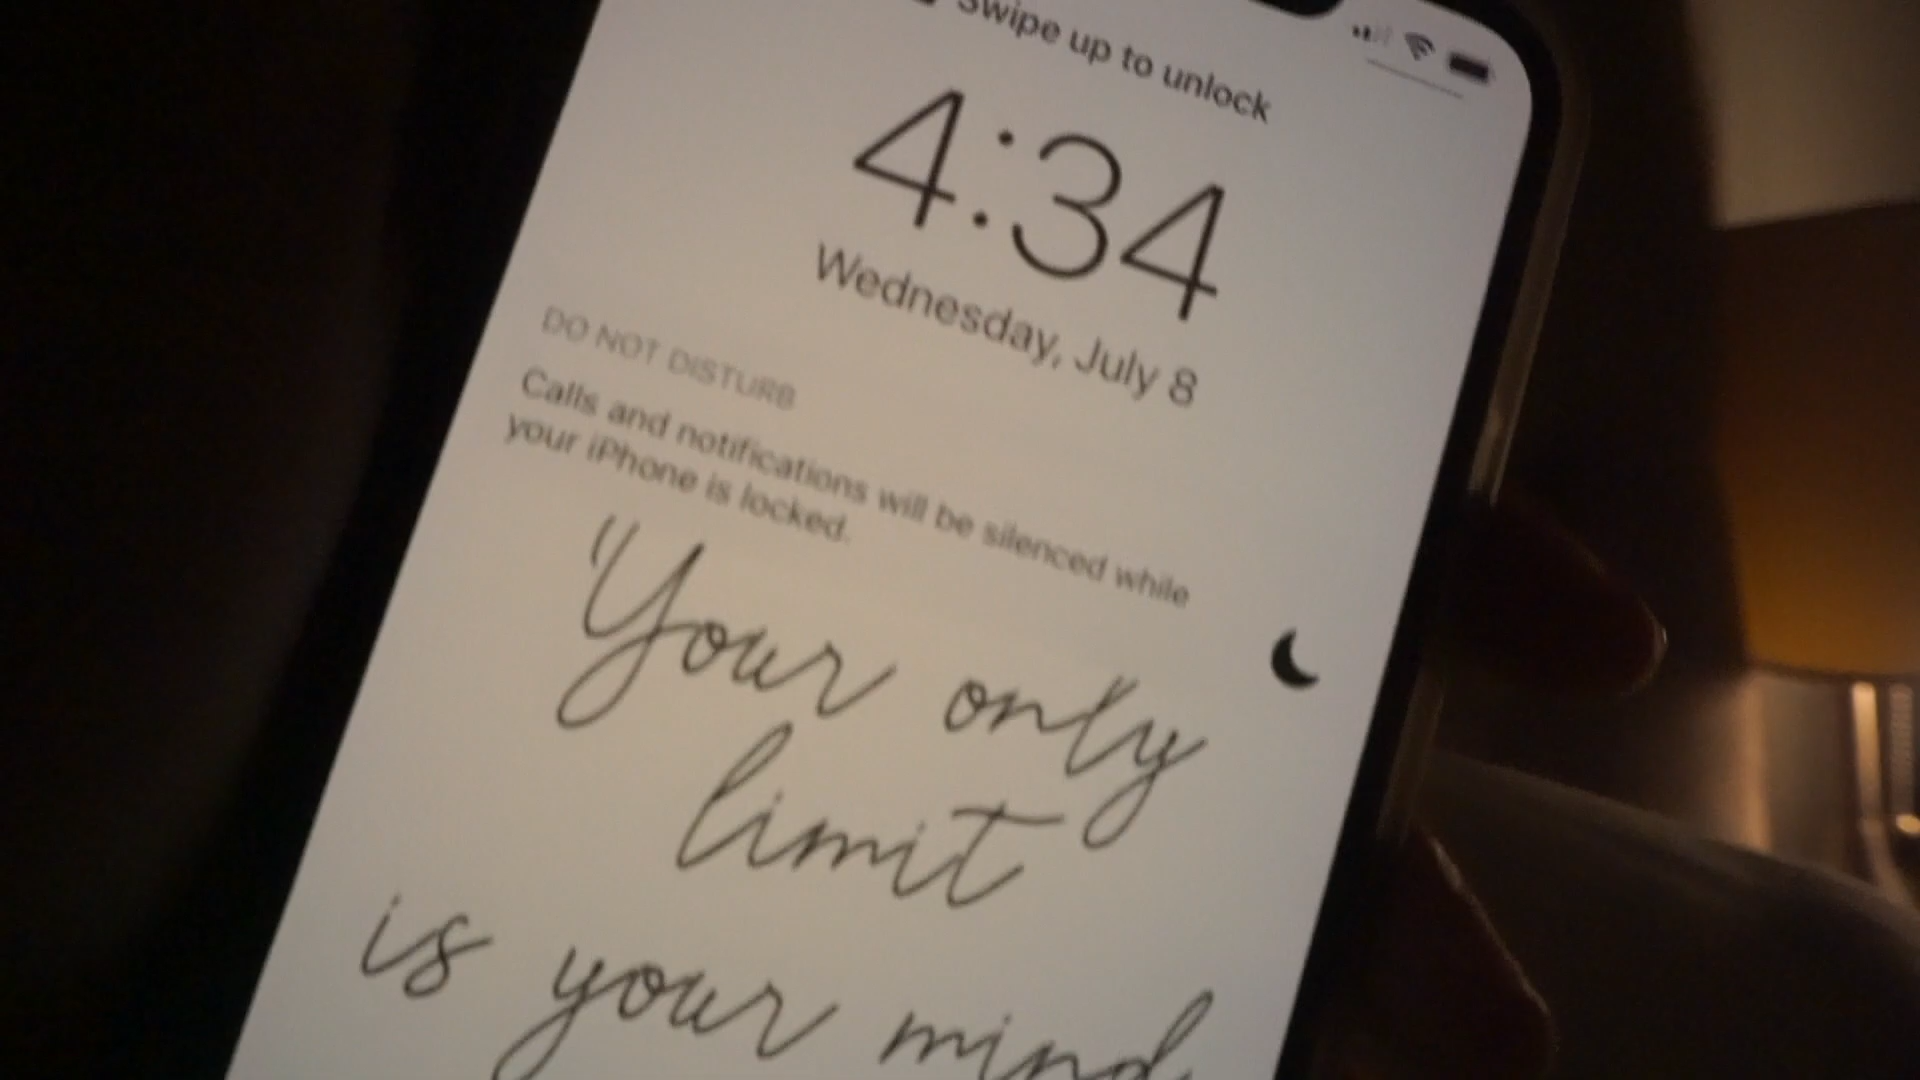 Swipe up to unlock
4:34
Wednesday, July 8
DO NOT DISTURB
Calls and notifications will be silenced while
your iPhone is locked.
Your only
limit
is your mind